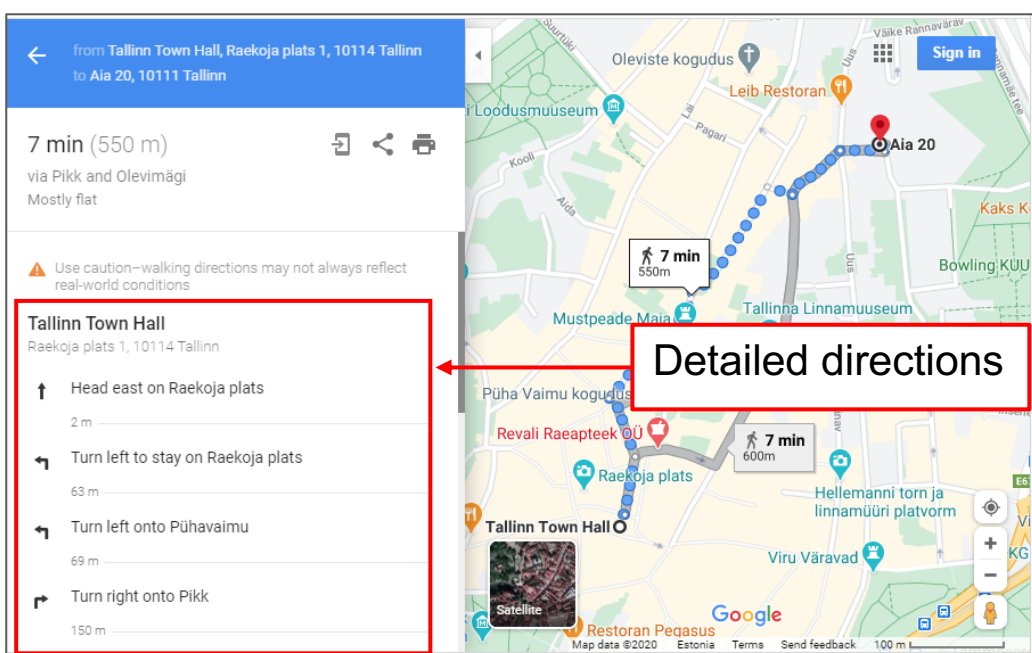 from Tallinn Town Hall, Raekoja plats 1, 10114 Tallinn
to Aia 20, 10111 Tallinn
7 min (550 m)
via Pikk and Olevimägi
Mostly flat
Use caution–walking directions may not always reflect
real-world conditions
Tallinn Town Hall
Raekoja plats 1, 10114 Tallinn
Head east on Raekoja plats
2 m
Turn left to stay on Raekoja plats
63 m
Turn left onto Pühavaimu
69 m
Turn right onto Pikk
150 m
Suurtüki
Väike Rannavärav
Sign in
Oleviste kogudus
Uus
Leib Restoran
Loodusmuuseum
Lai
Pagari
Aia 20
Kooli
Aida
Kaks
7 min
550m
Uus
Bowling KUU
Tallinna Linnamuuseum
Mustpeade Maja
Detailed directions
Püha Vaimu kogudus
Revali Raeapteek OÜ
7 min
600m
Raekoja plats
Hellemanni torn ja
linnamüüri platvorm
Tallinn Town Hall
Viru Väravad
Satellite
Google
Restoran Pegasus
Map data ©2020 Estonia Terms Send feedback 100 m